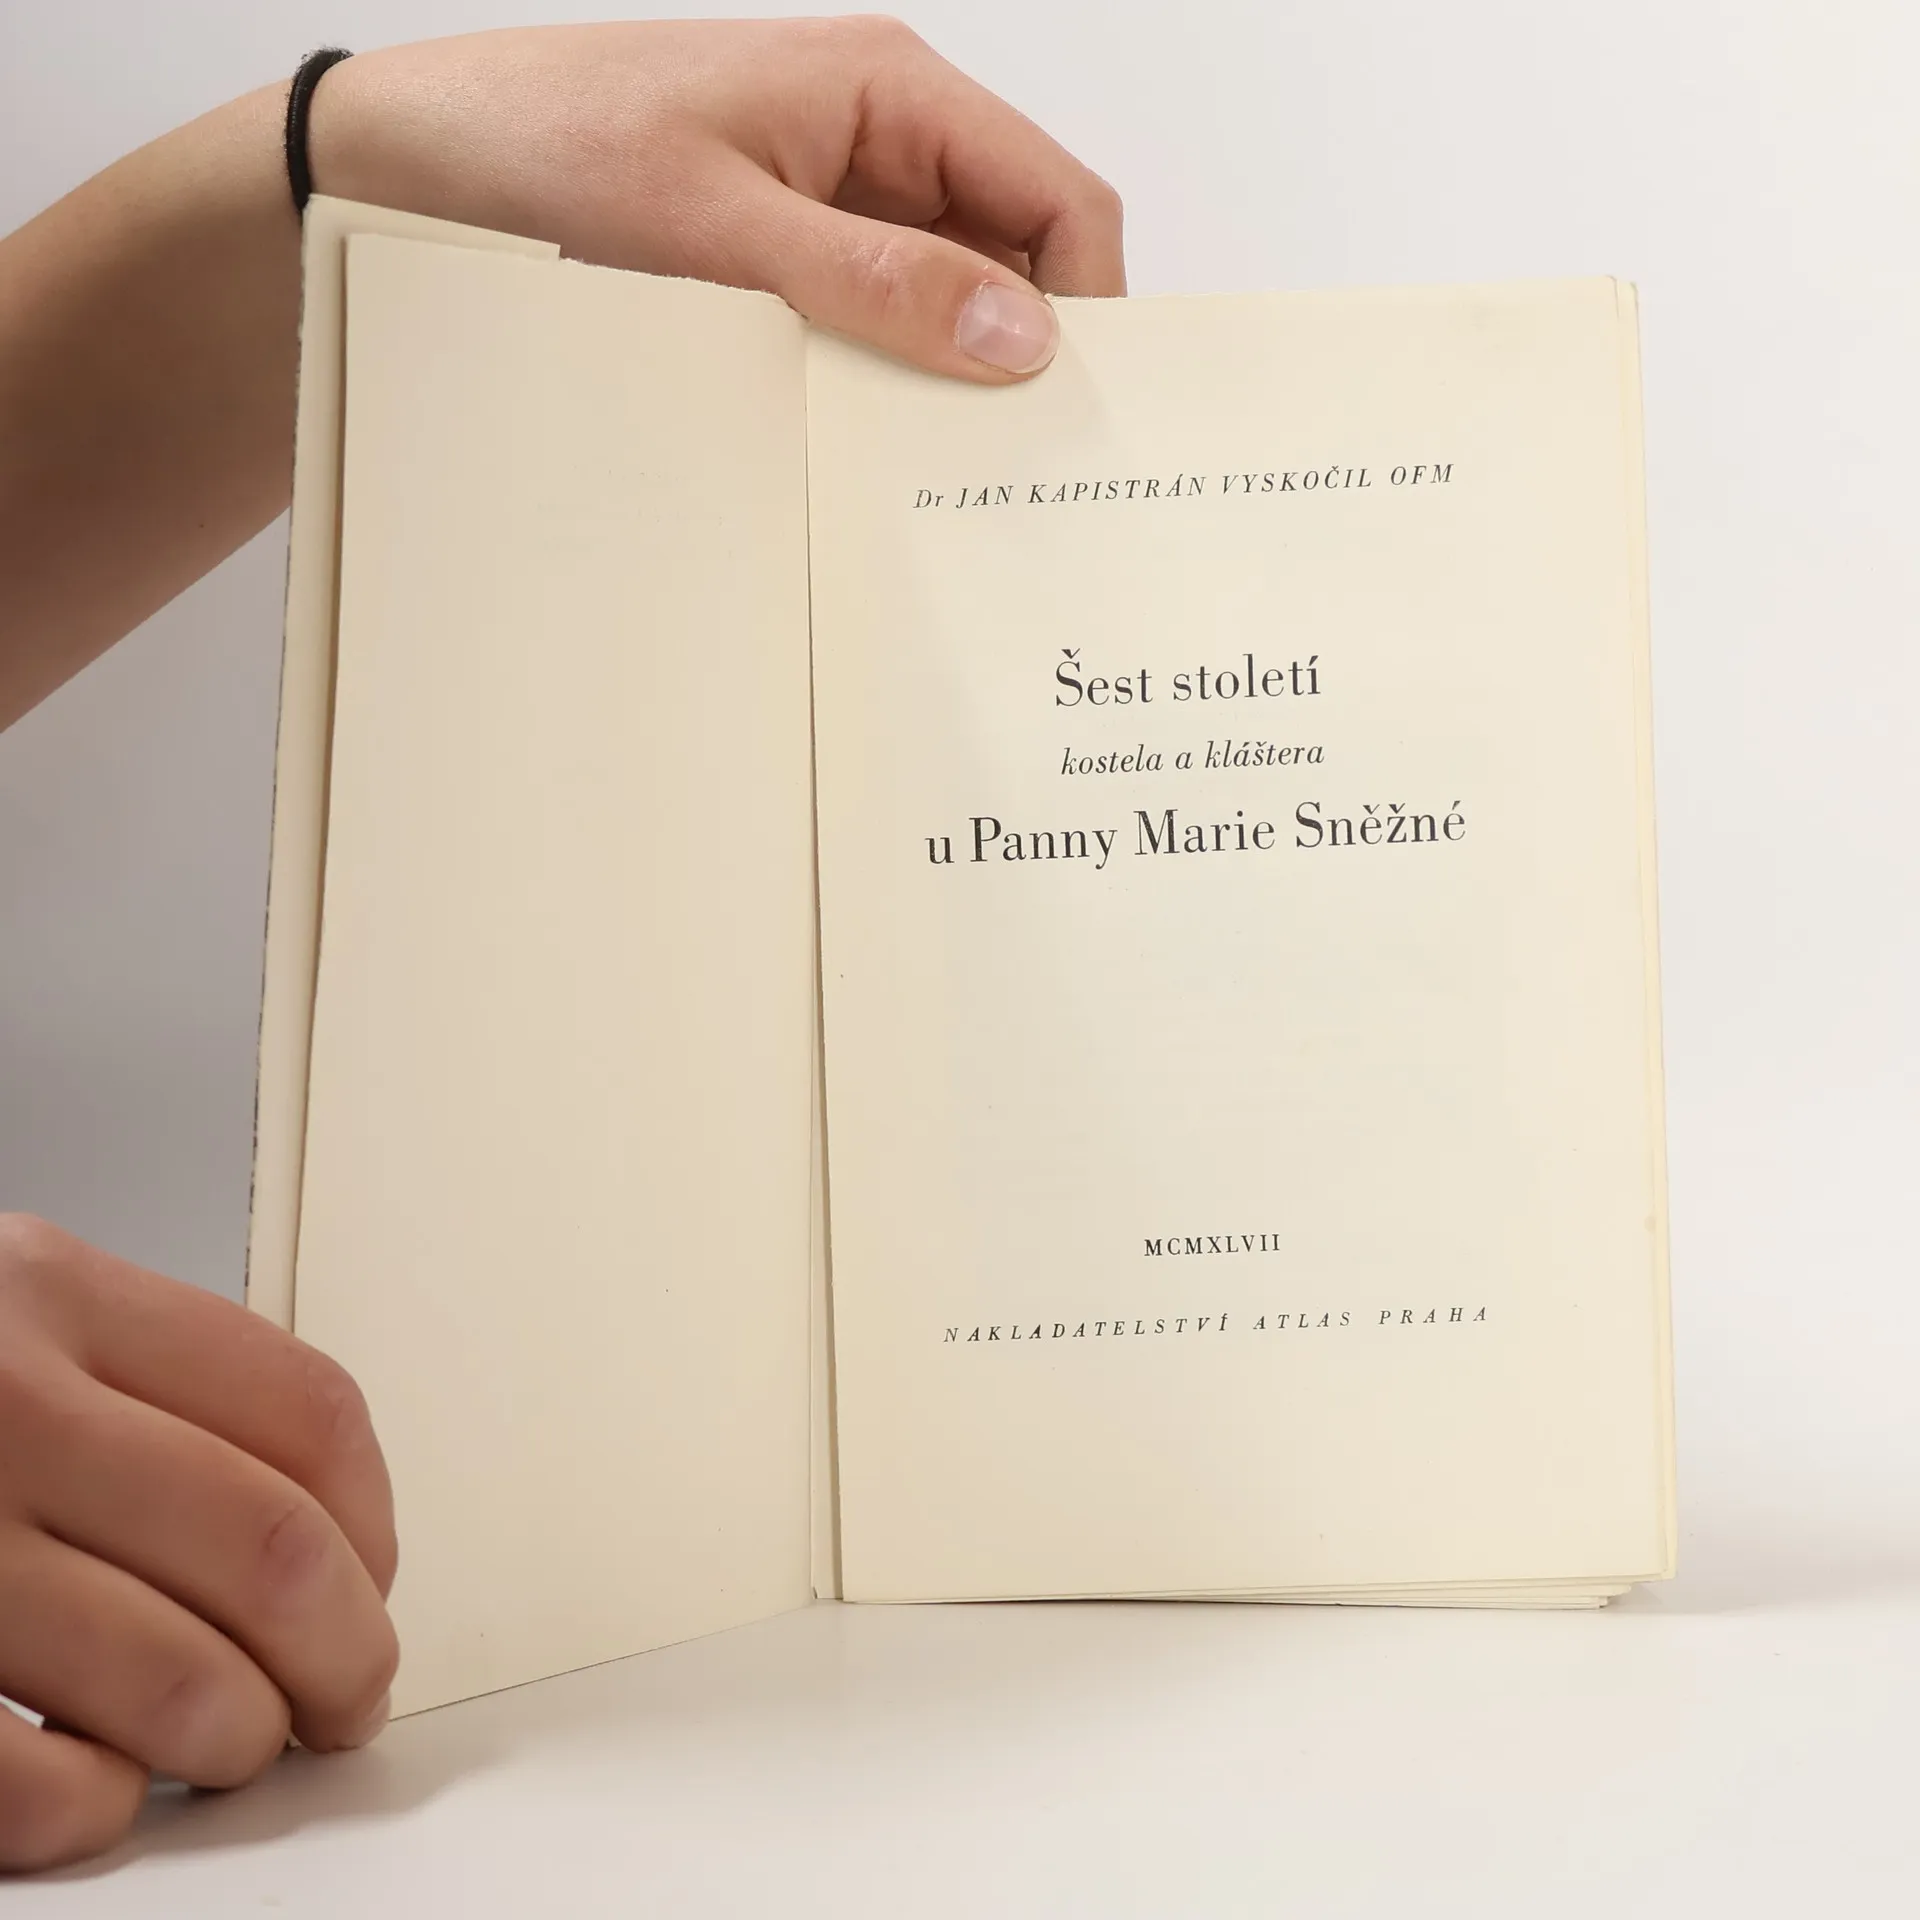 Dr JAN KAPISTRÁN VYSKOČIL OFM
Šest století
kostela a kláštera
u Panny Marie Sněžné
MCMXLVII
NAKLADATELSTVÍ ATLAS PRAHA